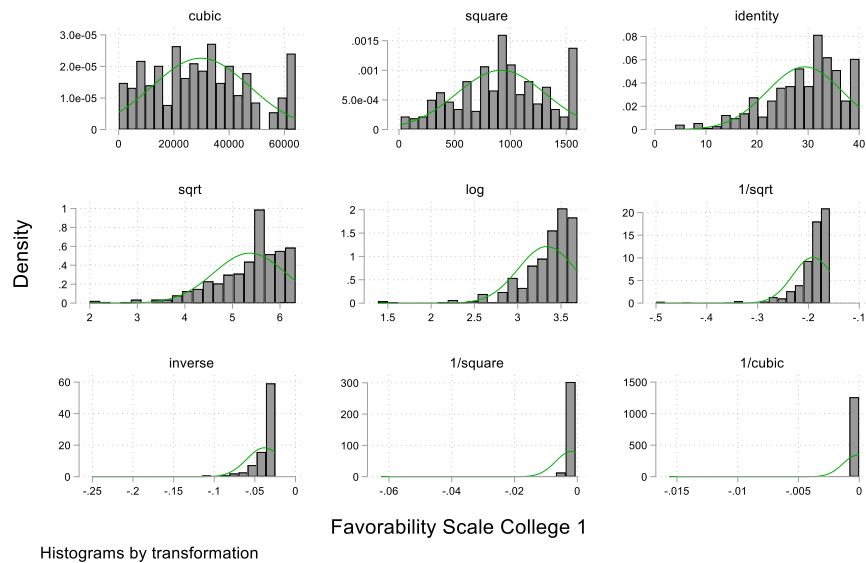 cubic
3.0e-05
2.0e-05
1.0e-05
0
0 20000 40000 60000
square
.0015
.001
5.0e-04
0
0 500 1000 1500
identity
.08
.06
.04
.02
0
0 10 20 30 40
sqrt
1
.8
.6
.4
.2
0
2 3 4 5 6
log
2
1.5
1
.5
0
1.5 2 2.5 3 3.5
1/sqrt
20
15
10
5
0
-.5 -.4 -.3 -.2 -.1
inverse
60
40
20
0
-.25 -.2 -.15 -.1 -.05 0
1/square
300
200
100
0
-.06 -.04 -.02 0
1/cubic
1500
1000
500
0
-.015 -.01 -.005 0
Density
Favorability Scale College 1
Histograms by transformation